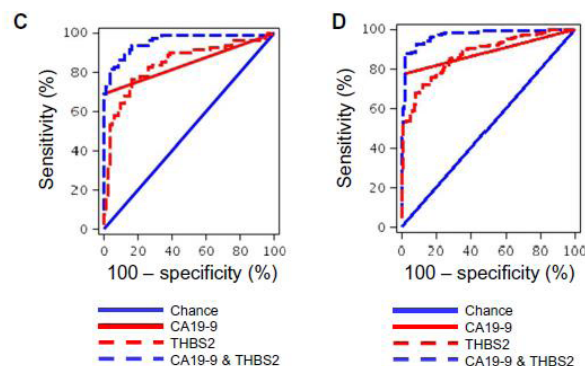 C
D
100
80
60
40
20
0
Sensitivity (%)
0 20 40 60 80 100
100 – specificity (%)
100
80
60
40
20
0
Sensitivity (%)
0 20 40 60 80 100
100 – specificity (%)
Chance
CA19-9
THBS2
CA19-9 & THBS2
Chance
CA19-9
THBS2
CA19-9 & THBS2